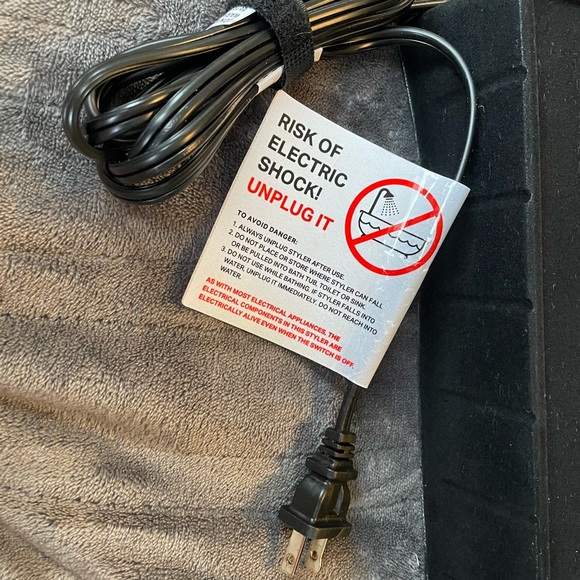 RISK OF
ELECTRIC
SHOCK!
UNPLUG IT
TO AVOID DANGER:
1. ALWAYS UNPLUG STYLER AFTER USE.
2. DO NOT PLACE OR STORE WHERE STYLER CAN FALL
OR BE PULLED INTO BATH TUB, TOILET OR SINK.
3. DO NOT USE WHILE BATHING. IF STYLER FALLS INTO
WATER, UNPLUG IT IMMEDIATELY. DO NOT REACH INTO
WATER.
AS WITH MOST ELECTRICAL APPLIANCES, THE
ELECTRICAL COMPONENTS IN THIS STYLER ARE
ELECTRICALLY ALIVE EVEN WHEN THE SWITCH IS OFF.